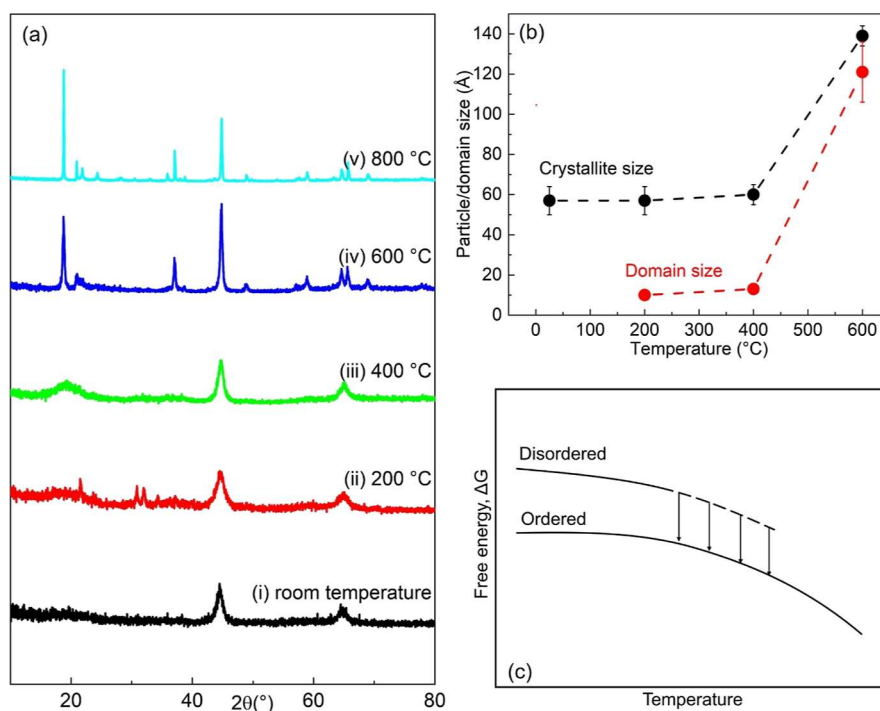 (a)
(v) 800 °C
(iv) 600 °C
(iii) 400 °C
(ii) 200 °C
(i) room temperature
20 40 60 80
2θ(°)
(b)
Particle/domain size (Å)
140
120
100
80
60
40
20
0
Crystallite size
Domain size
0 100 200 300 400 500 600
Temperature (°C)
Free energy, ΔG
Disordered
Ordered
(c)
Temperature